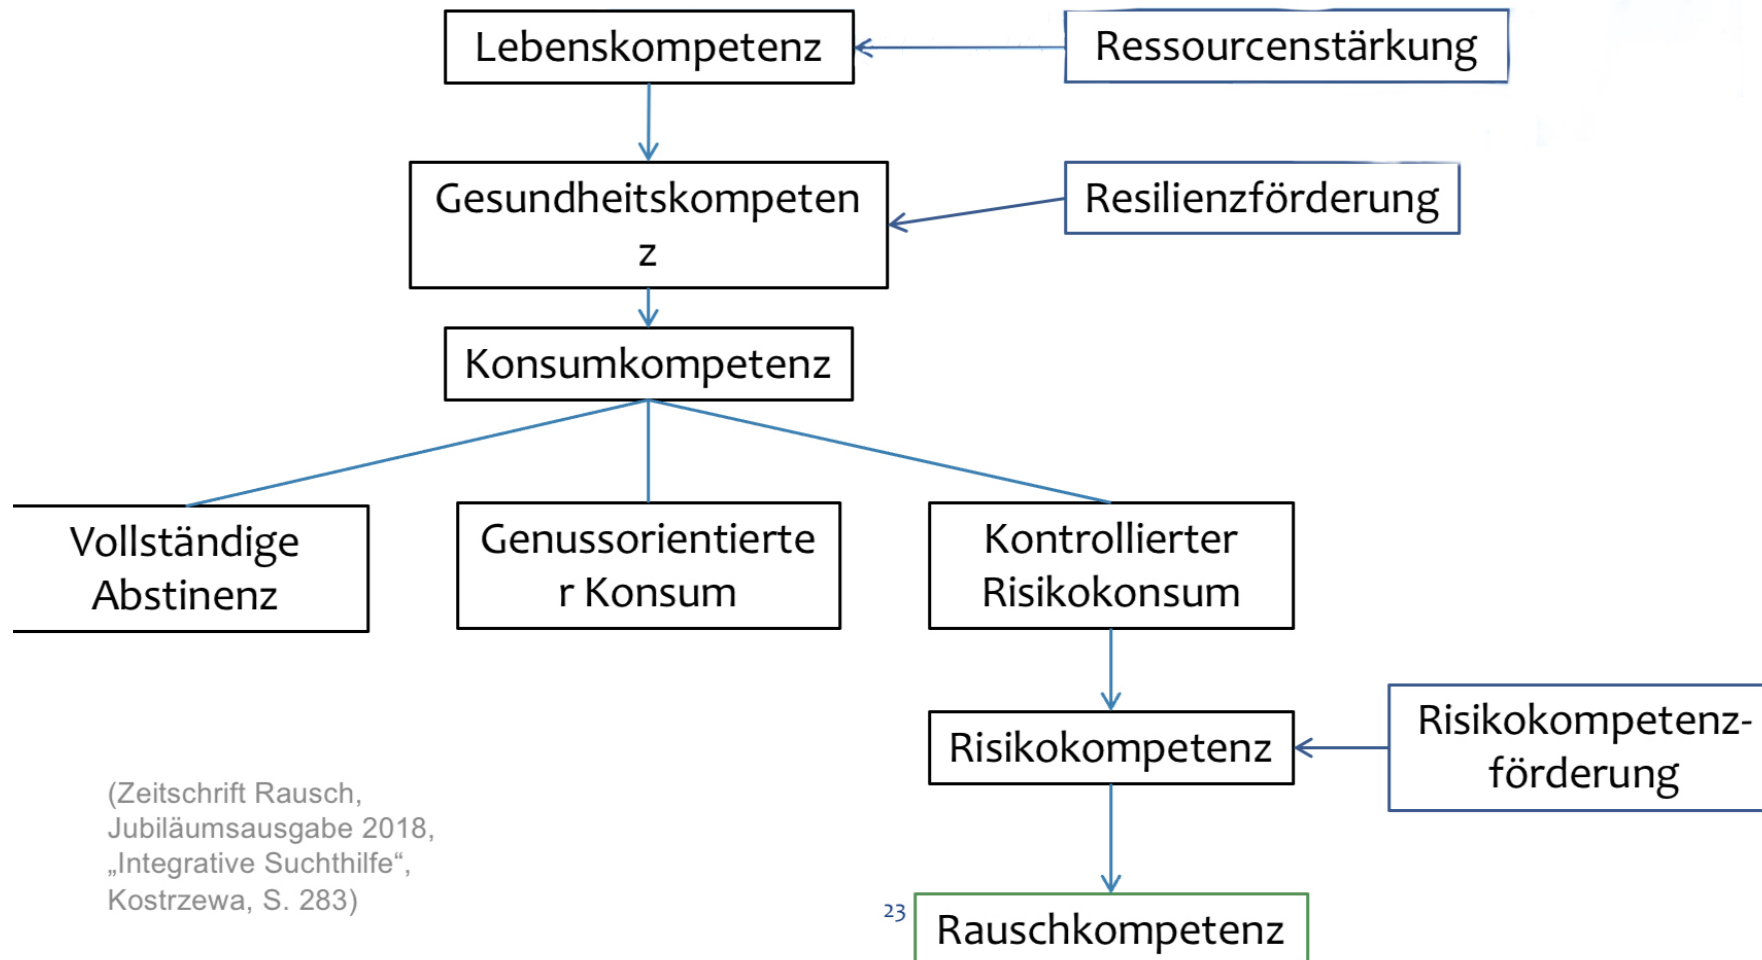 Lebenskompetenz
Ressourcenstärkung
Gesundheitskompeten
z
Resilienzförderung
Konsumkompetenz
Vollständige
Abstinenz
Genussorientierte
r Konsum
Kontrollierter
Risikokonsum
Risikokompetenz
Risikokompetenz-
förderung
(Zeitschrift Rausch,
Jubiläumsausgabe 2018,
„Integrative Suchthilfe“,
Kostrzewa, S. 283)
23
Rauschkompetenz